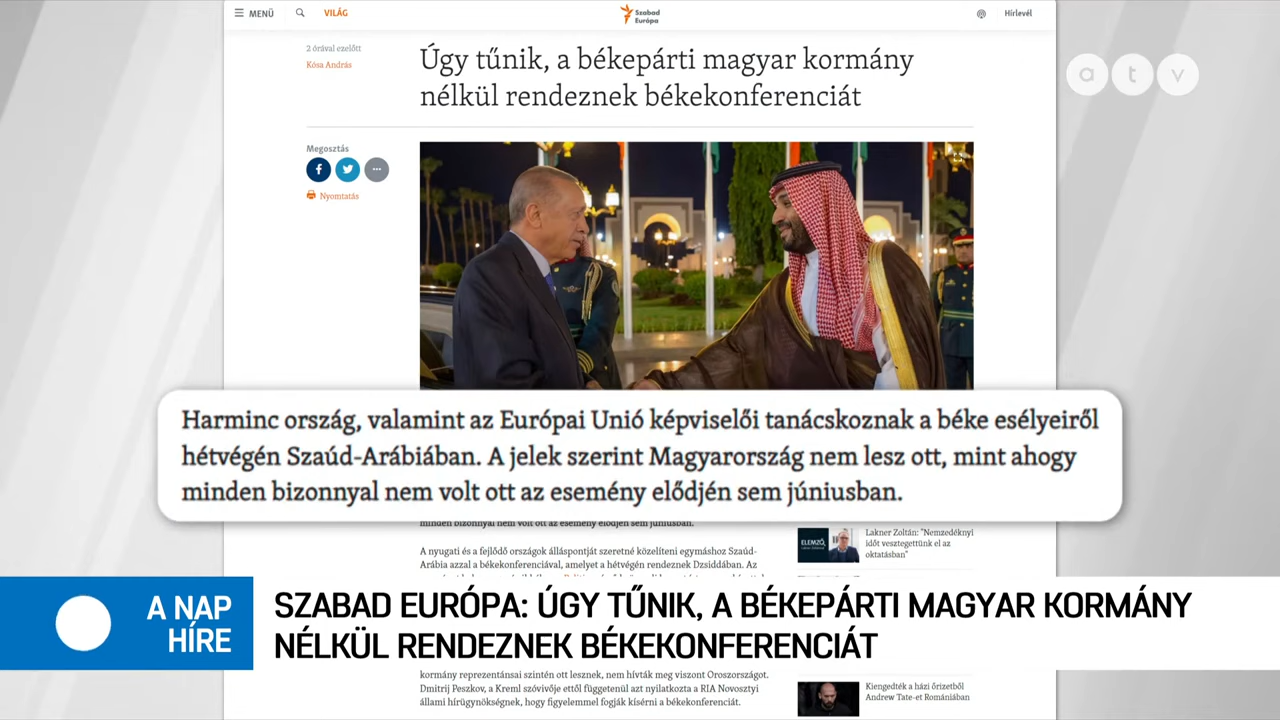 MENÜ
VILÁG
Szabad
Európa
Hírlevél
2 órával ezelőtt
Kósa András
Úgy tűnik, a békepárti magyar kormány
nélkül rendeznek békekonferenciát
a t v
Megosztás
Nyomtatás
Harminc ország, valamint az Európai Unió képviselői tanácskoznak a béke esélyeiről
hétvégén Szaúd-Arábiában. A jelek szerint Magyarország nem lesz ott, mint ahogy
minden bizonnyal nem volt ott az esemény elődjén sem júniusban.
minden bizonnyal nem volt ott az esemény elődjén sem júniusban.
A nyugati és a fejlődő országok álláspontját szeretné közelíteni egymáshoz Szaúd-
Arábia azzal a békekonferenciával, amelyet a hétvégén rendeznek Dzsiddában. Az
ELEMZŐ
Lakner Zoltán: "Nemzedéknyi
időt vesztegettünk el az
oktatásban"
A NAP
HÍRE
SZABAD EURÓPA: ÚGY TŰNIK, A BÉKEPÁRTI MAGYAR KORMÁNY
NÉLKÜL RENDEZNEK BÉKEKONFERENCIÁT
kormány reprezentánsai szintén ott lesznek, nem hívták meg viszont Oroszországot.
Dmitrij Peszkov, a Kreml szóvivője ettől függetlenül azt nyilatkozta a RIA Novosztyi
állami hírügynökségnek, hogy figyelemmel fogják kísérni a békekonferenciát.
Kiengedték a házi őrizetből
Andrew Tate-et Romániában